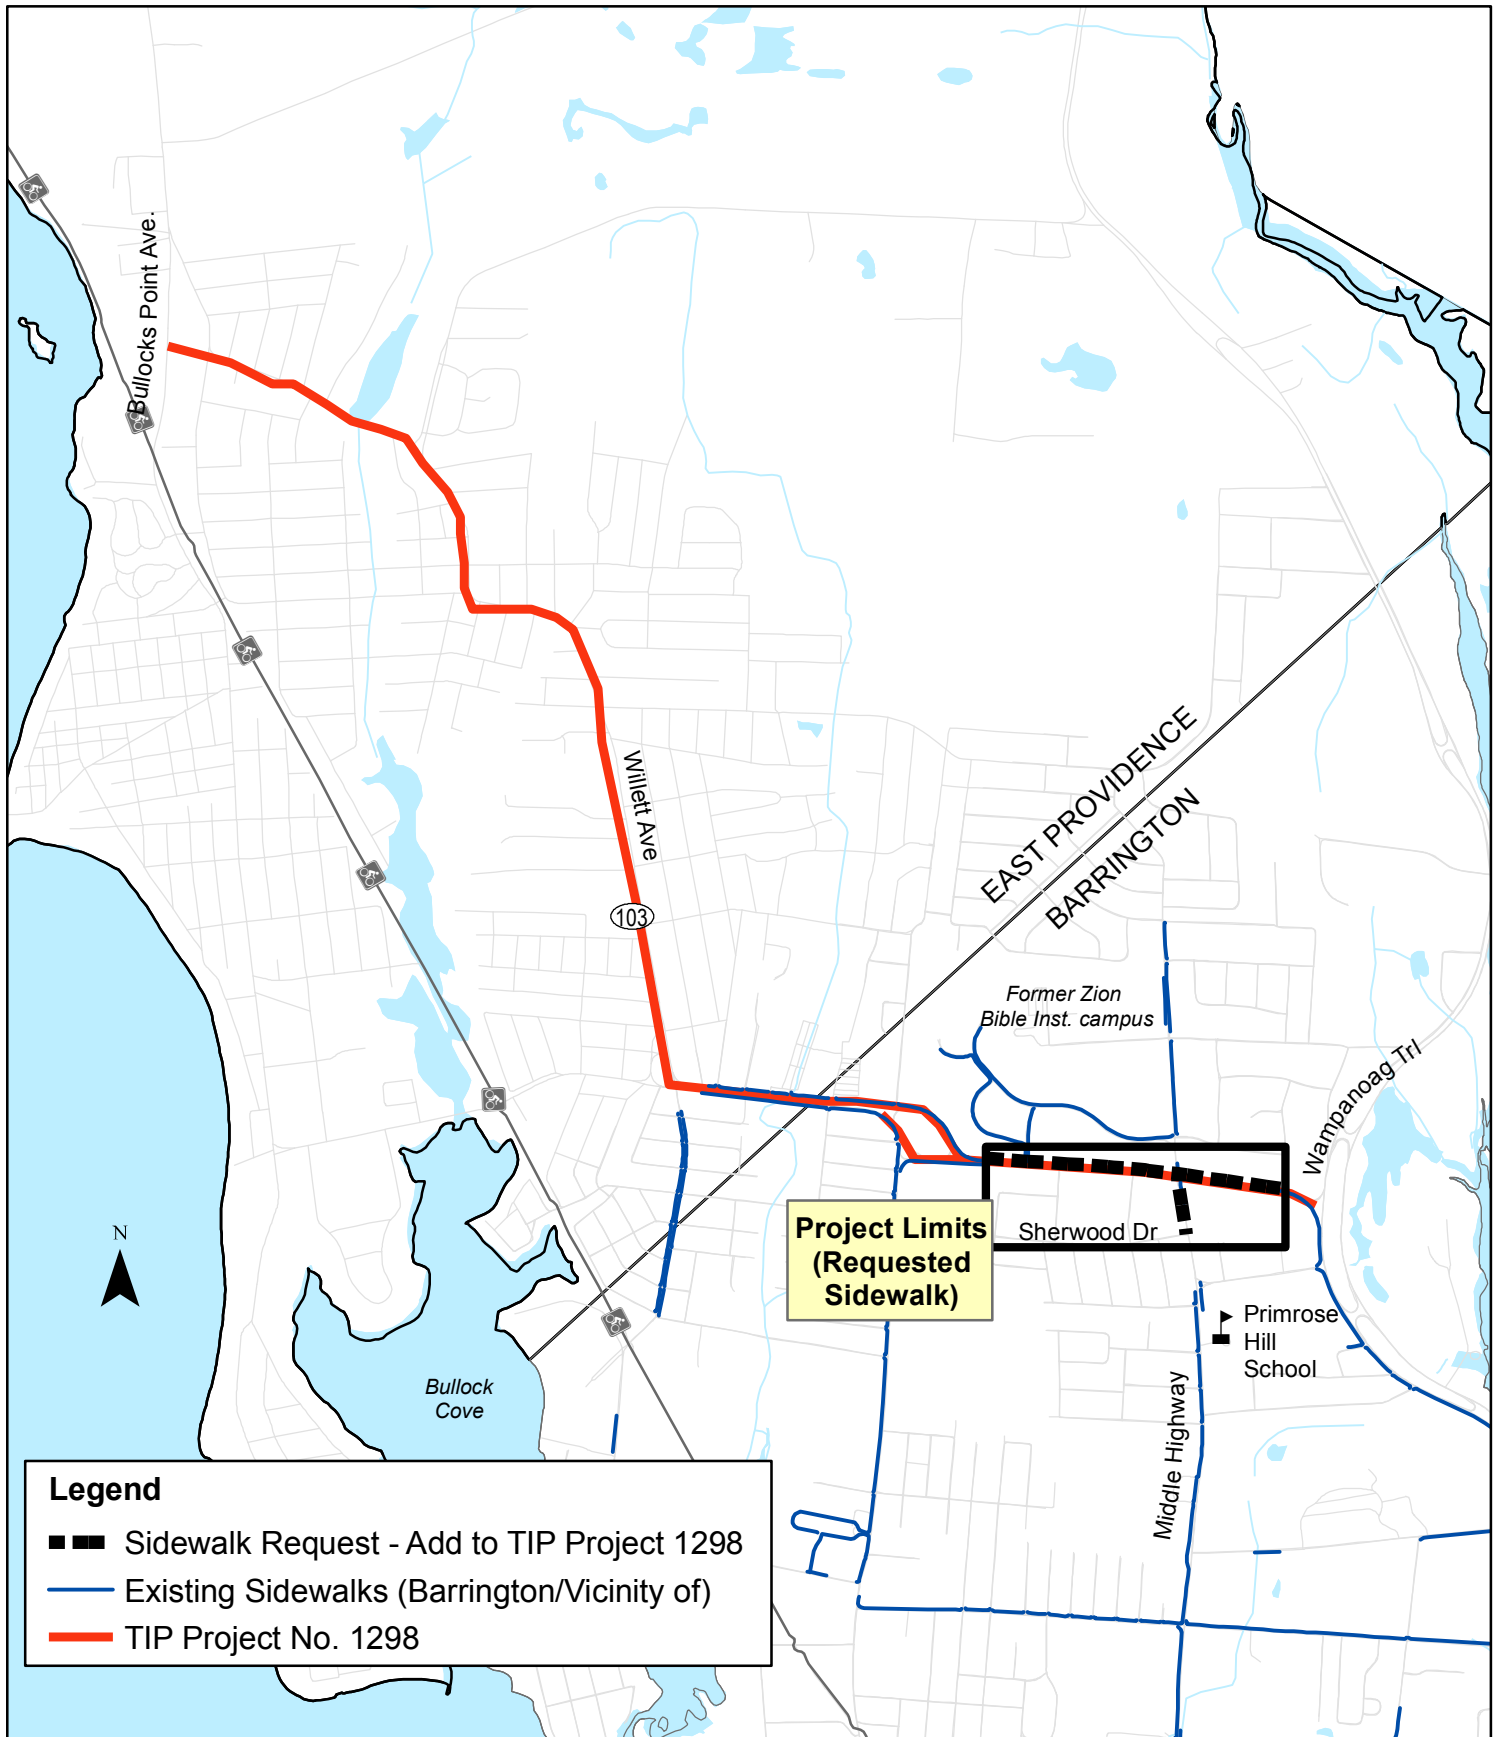 Bullocks Point Ave.
Willett Ave
103
EAST PROVIDENCE
BARRINGTON
Former Zion
Bible Inst. campus
Wampanoag Trl
Project Limits
(Requested
Sidewalk)
Sherwood Dr
N
Primrose
Hill
School
Bullock
Cove
Middle Highway
Legend
Sidewalk Request - Add to TIP Project 1298
Existing Sidewalks (Barrington/Vicinity of)
TIP Project No. 1298